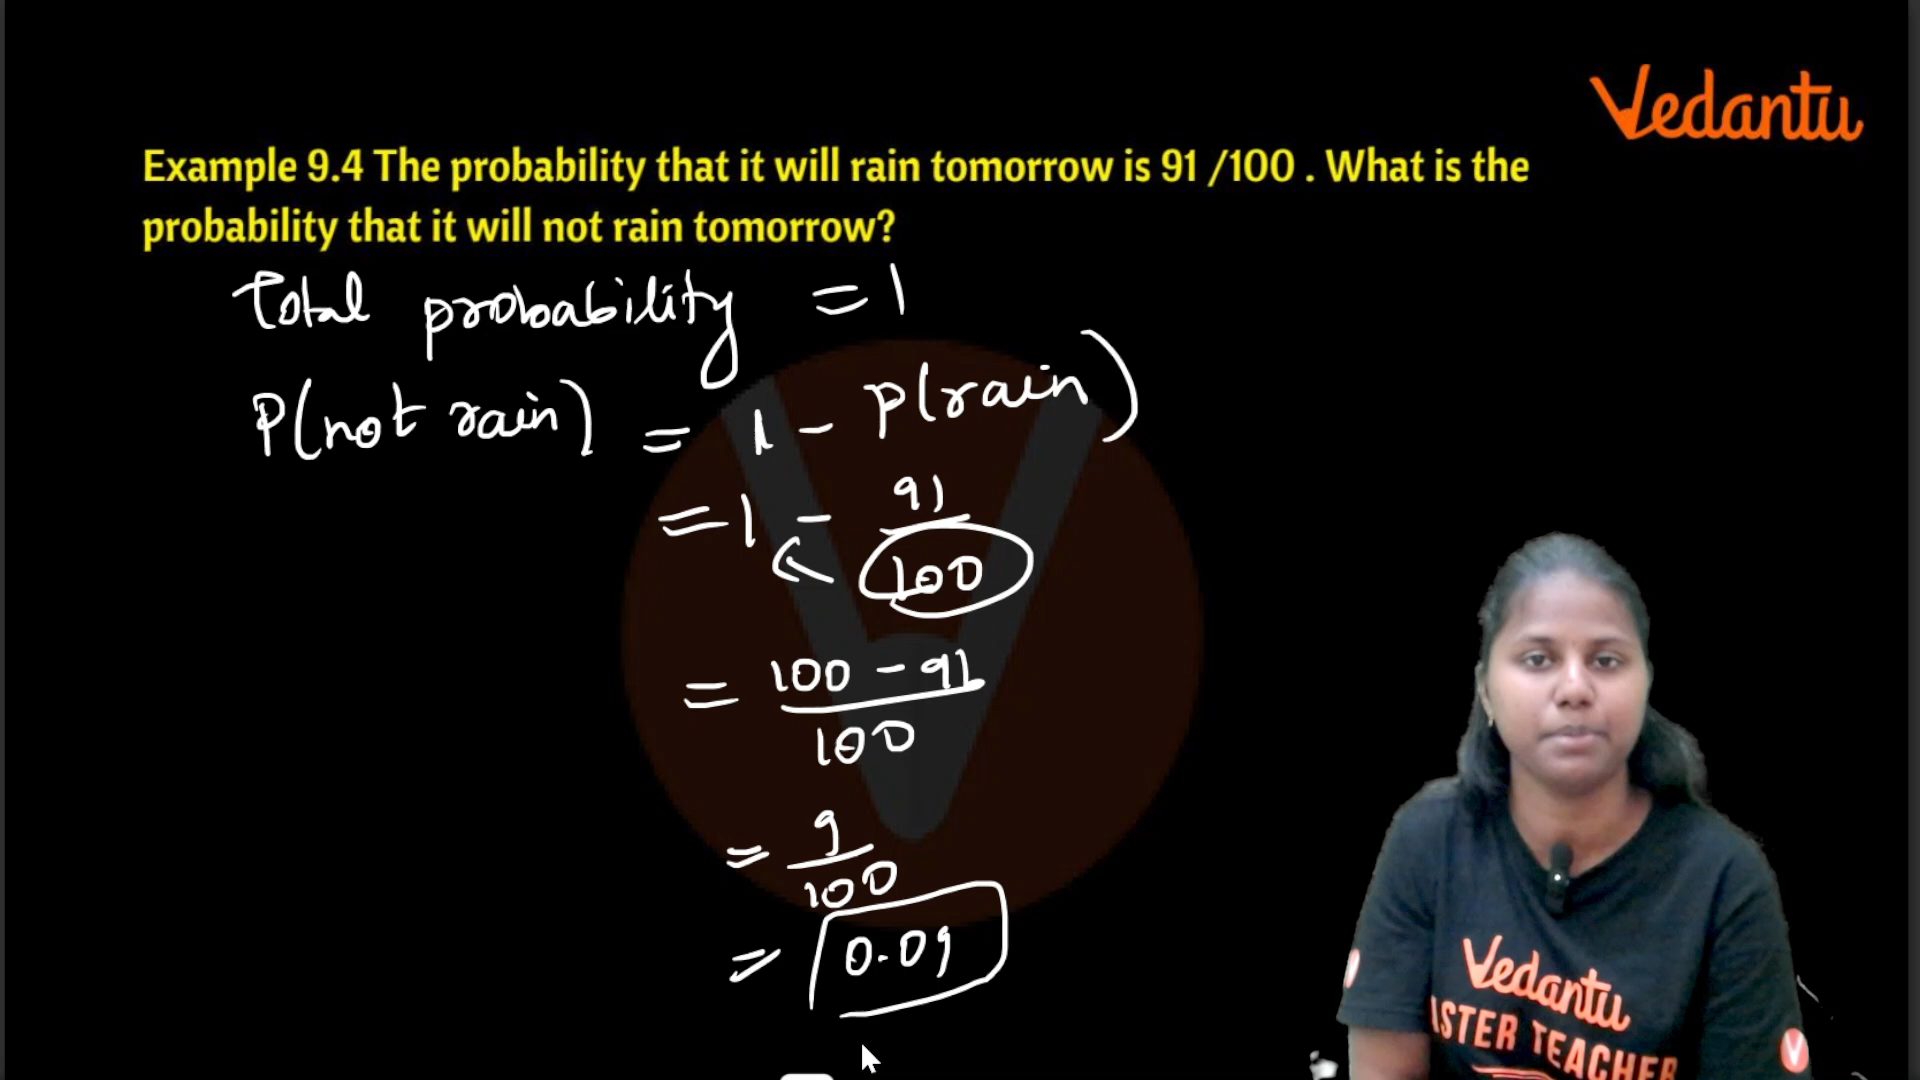 Vedantu
Example 9.4 The probability that it will rain tomorrow is 91 /100 . What is the
probability that it will not rain tomorrow?
Total probability = 1
P(not rain) = 1 - P(rain)
= 1 - 91/100
= 100 - 91/100
= 9/100
= 0.09
Vedantu
STER TEACHER
V